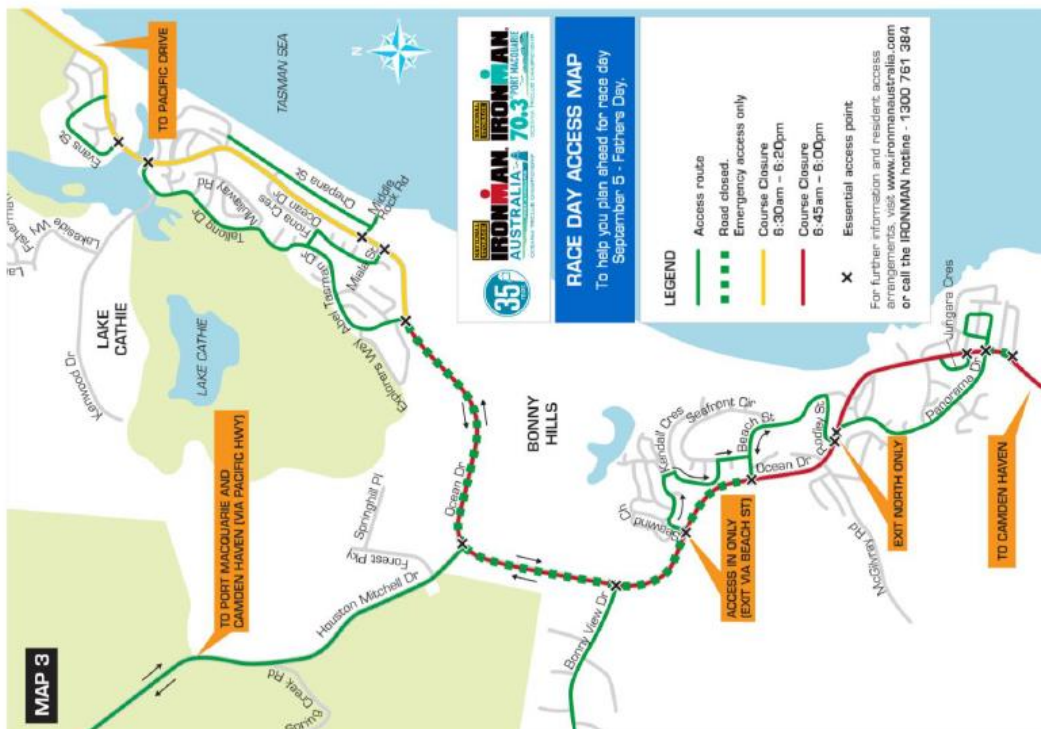 MAP 3
TO PORT MACQUARIE AND
CAMDEN HAVEN (VIA PACIFIC HWY)
Spring
Creek Rd
Houston Mitchell Dr
Forest Pky
Springhill Pl
Ocean Dr
Bonny View Dr
BONNY
HILLS
LAKE
CATHIE
LAKE CATHIE
Kenwood Dr
Lakeside Wy
Evans St
TO PACIFIC DRIVE
TASMAN SEA
N
Ocean Dr
Chepana St
Fiona Cres
Miala St
Middle
Rock Rd
Abel Tasman Dr
Explorers Way
Seawind Ch
Kendall Cres
Seafront Cir
Beach St
Ocean Dr
Rodley St
McGilvray Rd
Panorama Dr
Jungara Cres
ACCESS IN ONLY
(EXIT VIA BEACH ST)
EXIT NORTH ONLY
TO CAMDEN HAVEN
35
YEARS
IRONMAN
AUSTRALIA
IRONMAN
70.3 PORT MACQUARIE
RACE DAY ACCESS MAP
To help you plan ahead for race day
September 5 - Fathers Day.
LEGEND
Access route
Road closed.
Emergency access only
Course Closure
6:30am – 6:20pm
Course Closure
6:45am – 6:00pm
Essential access point
For further information and resident access
arrangements, visit www.ironmanaustralia.com
or call the IRONMAN hotline - 1300 761 384